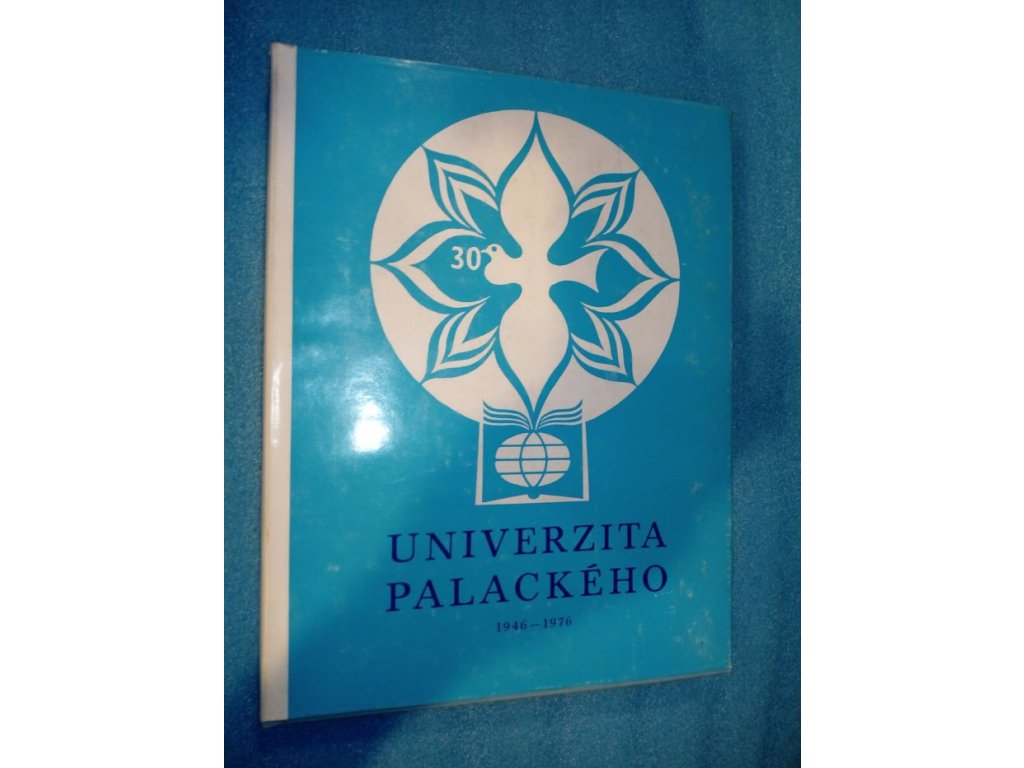 30
UNIVERZITA
PALACKÉHO
1946 – 1976